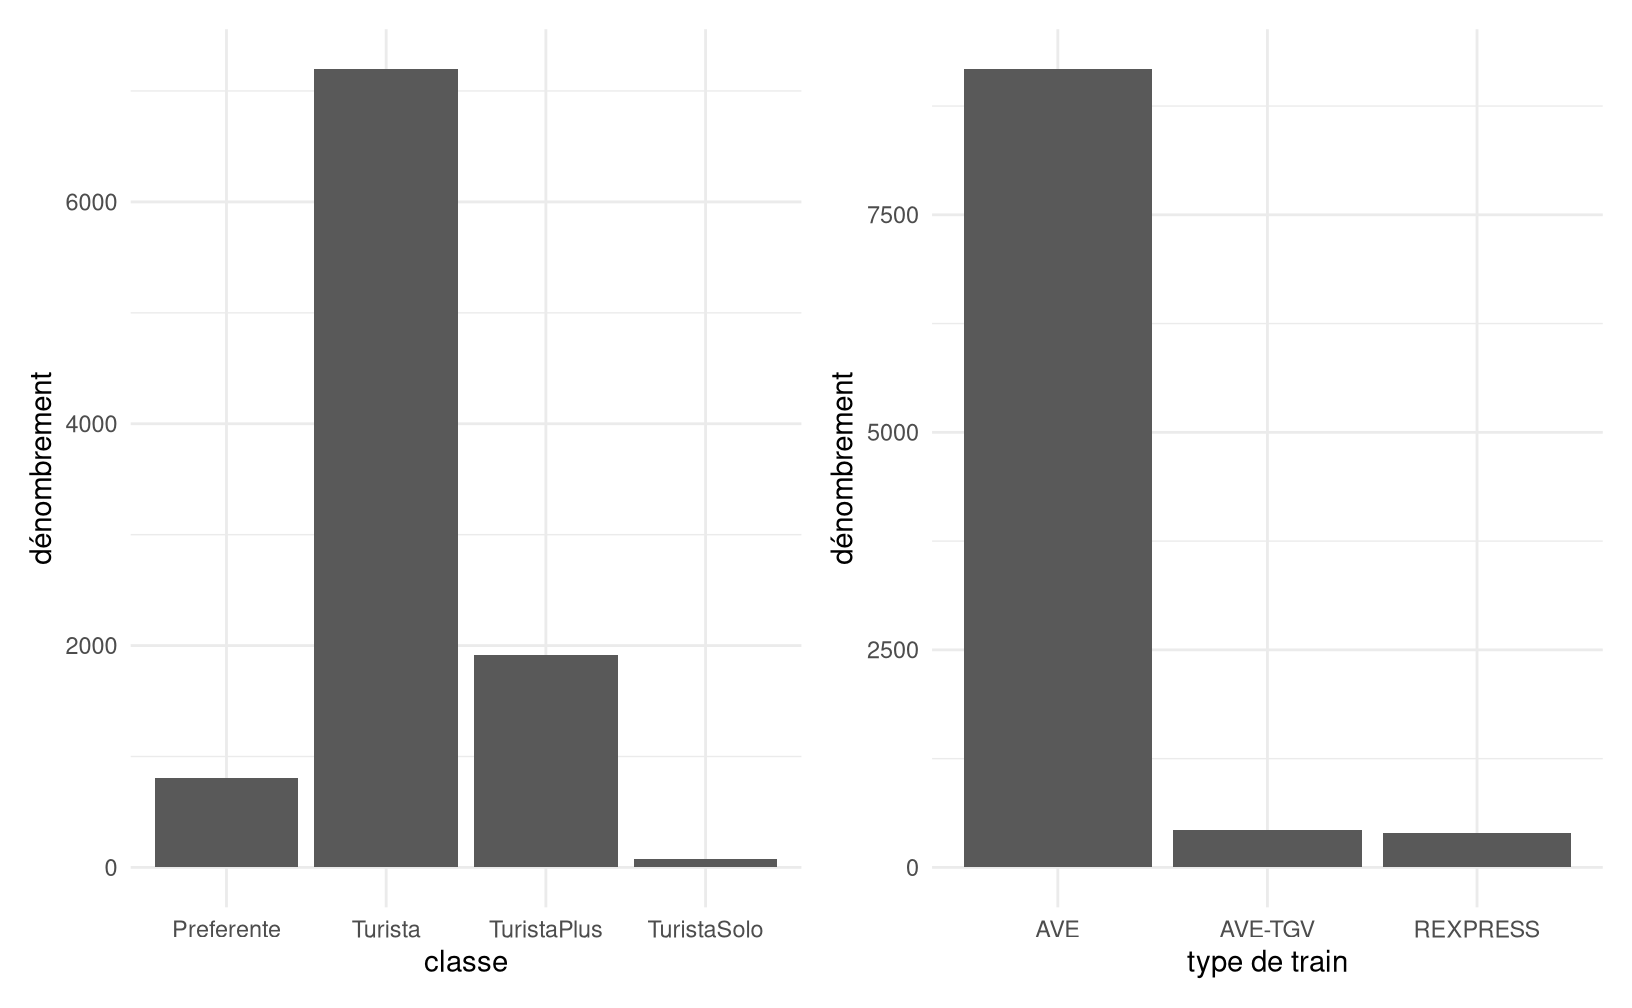 dénombrement
6000
4000
2000
0
Preferente Turista TuristaPlus TuristaSolo
classe
dénombrement
7500
5000
2500
0
AVE AVE-TGV REXPRESS
type de train